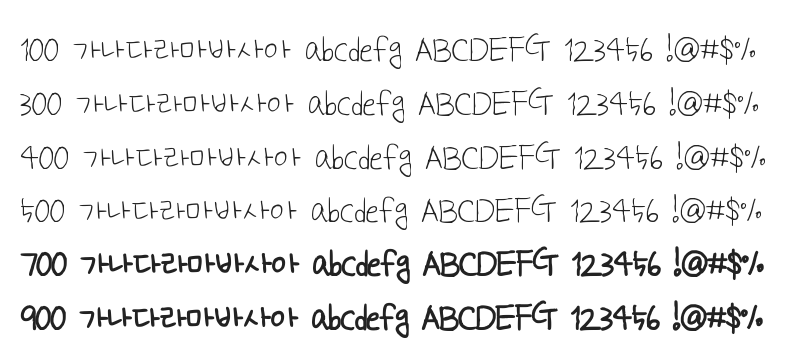 100 가나다라마바사아 abcdefg ABCDEFG 123456 !@#$%
300 가나다라마바사아 abcdefg ABCDEFG 123456 !@#$%
400 가나다라마바사아 abcdefg ABCDEFG 123456 !@#$%
500 가나다라마바사아 abcdefg ABCDEFG 123456 !@#$%
700 가나다라마바사아 abcdefg ABCDEFG 123456 !@#$%
900 가나다라마바사아 abcdefg ABCDEFG 123456 !@#$%